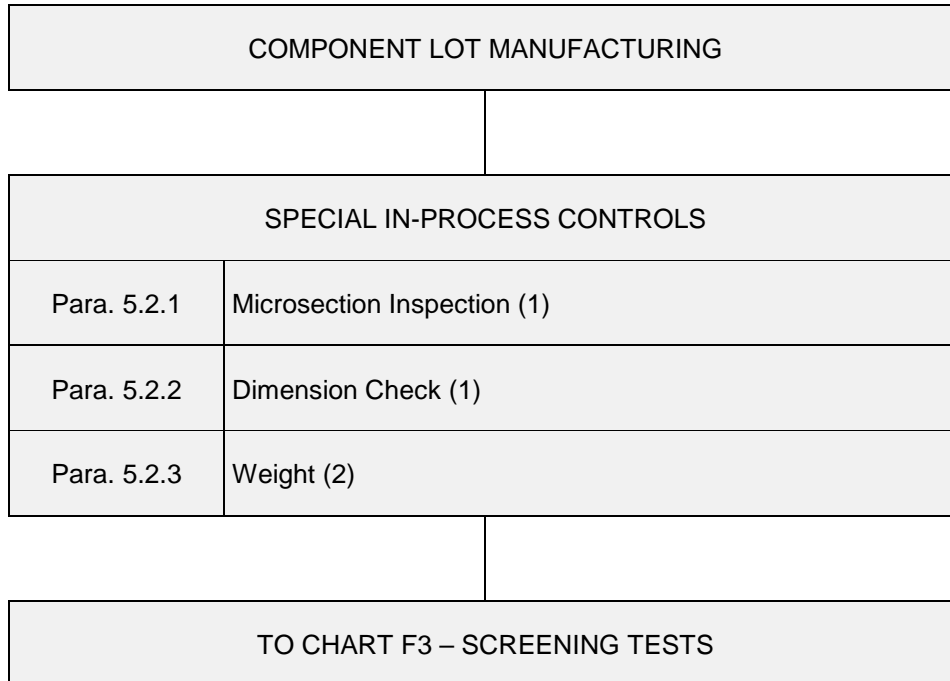 COMPONENT LOT MANUFACTURING
SPECIAL IN-PROCESS CONTROLS
Para. 5.2.1 Microsection Inspection (1)
Para. 5.2.2 Dimension Check (1)
Para. 5.2.3 Weight (2)
TO CHART F3 – SCREENING TESTS